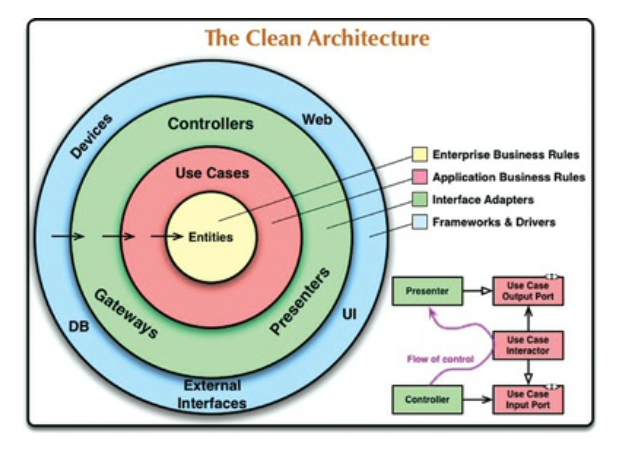 The Clean Architecture
Devices
Web
Controllers
Use Cases
Entities
Gateways
Presenters
DB
UI
External
Interfaces
Enterprise Business Rules
Application Business Rules
Interface Adapters
Frameworks & Drivers
Presenter
Use Case
Output Port
Flow of control
Use Case
Interactor
Controller
Use Case
Input Port